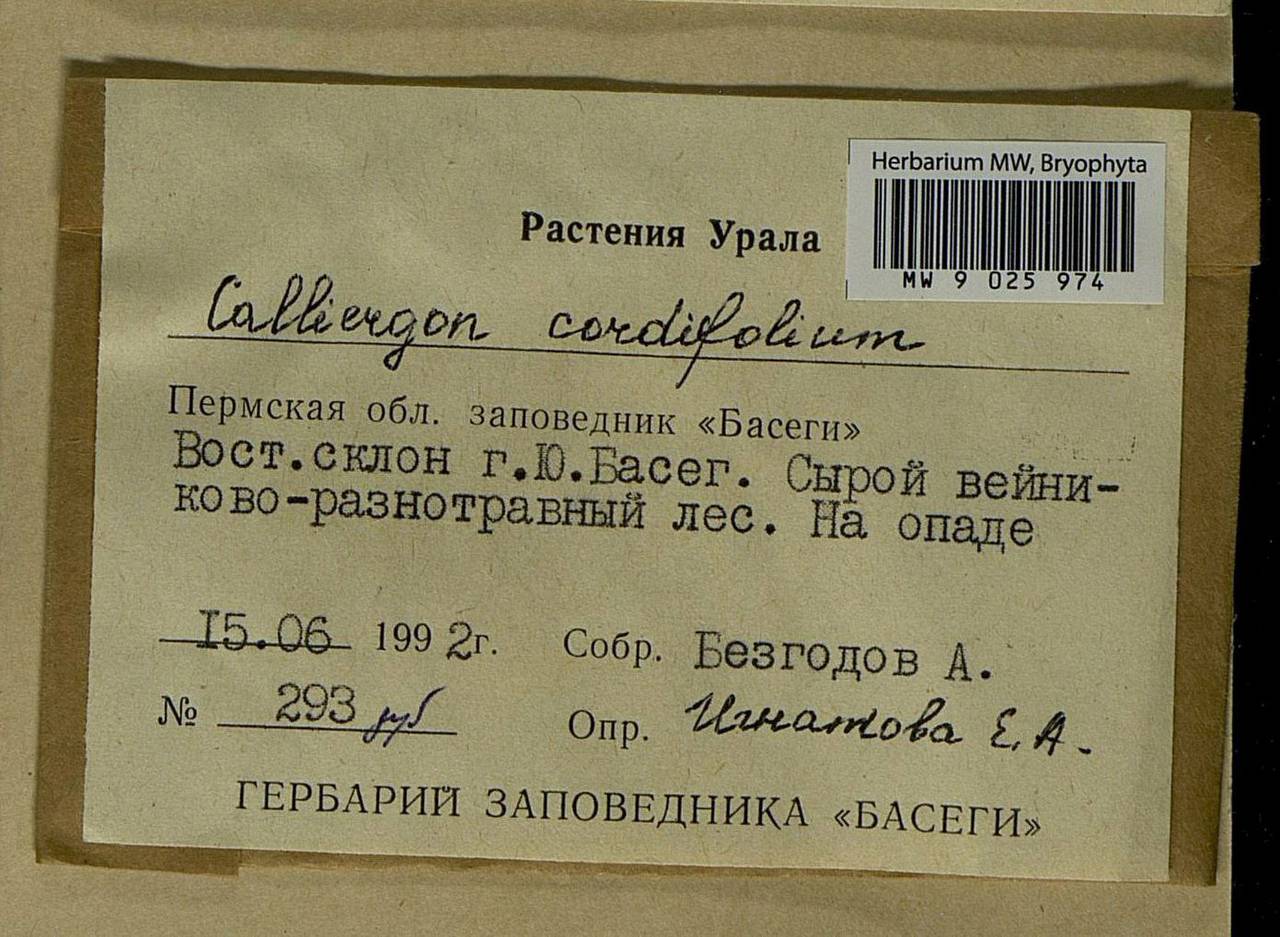 Herbarium MW, Bryophyta
MW 9 025 974
Растения Урала
Calliergon cordifolium
Пермская обл. заповедник «Басеги»
Вост.склон г.Ю.Басег. Сырой вейни-
ково-разнотравный лес. На опаде
15.06 1992г. Собр. Безгодов А.
№ 293 дуб Опр. Игнатова Е.А.
ГЕРБАРИЙ ЗАПОВЕДНИКА «БАСЕГИ»